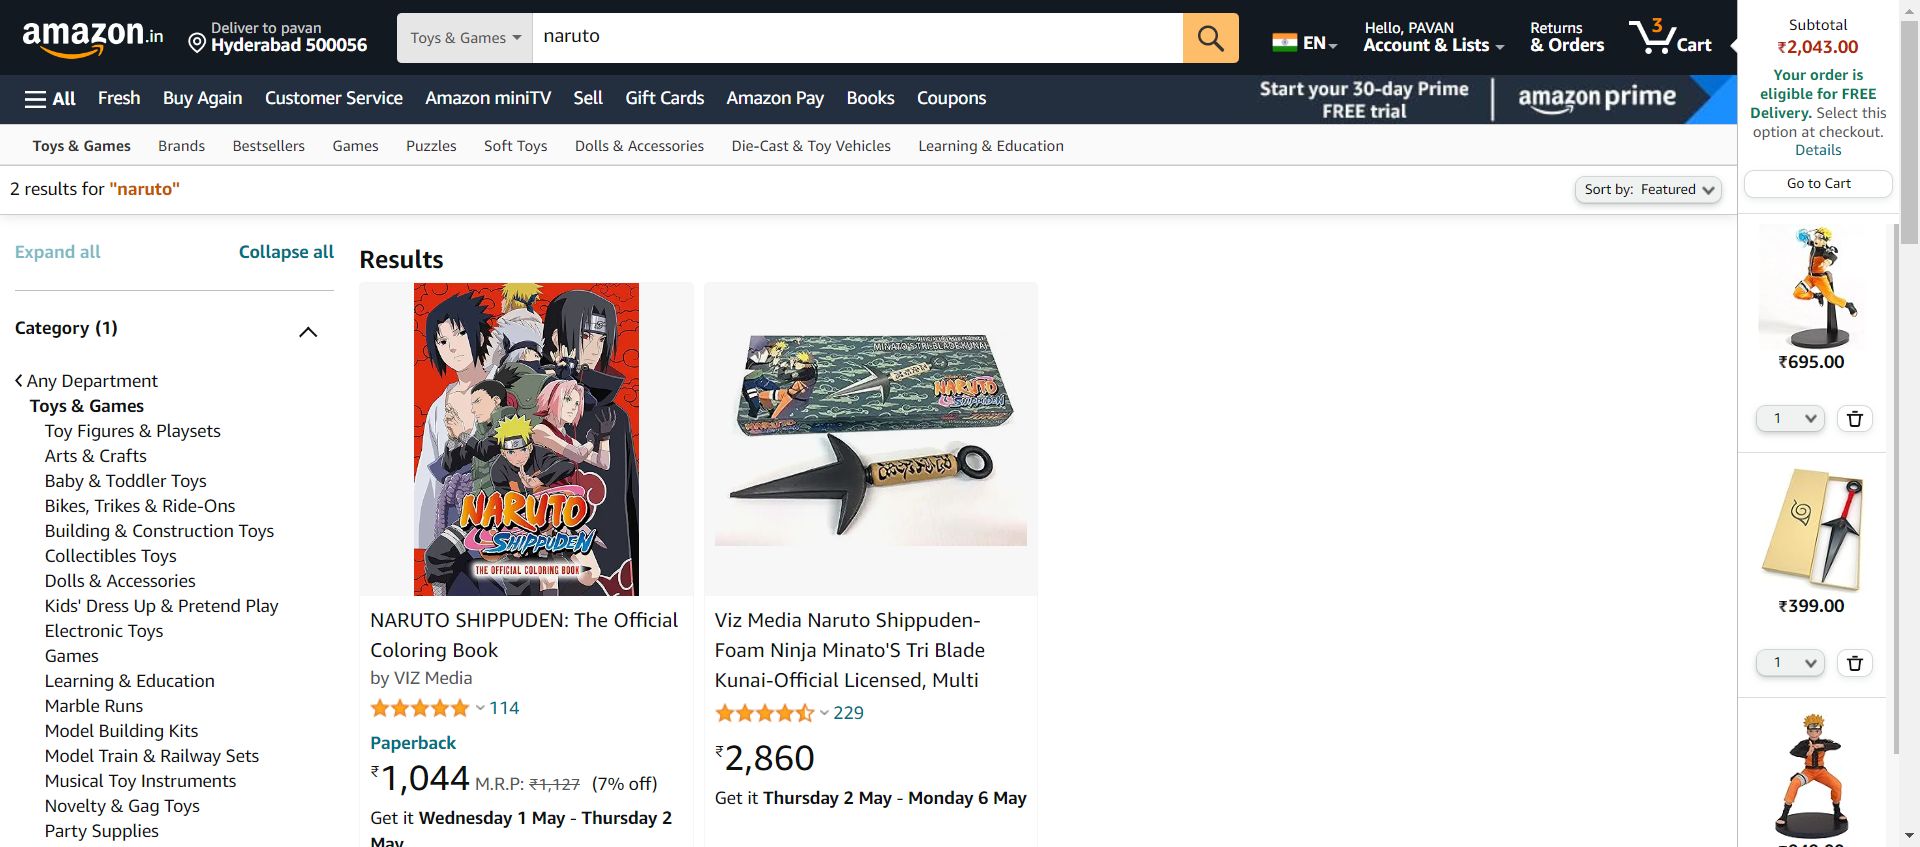 amazon.in
Deliver to pavan
Hyderabad 500056
Toys & Games
naruto
EN
Hello, PAVAN
Account & Lists
Returns
& Orders
3
Cart
All
Fresh
Buy Again
Customer Service
Amazon miniTV
Sell
Gift Cards
Amazon Pay
Books
Coupons
Start your 30-day Prime
FREE trial
amazon prime
Toys & Games
Brands
Bestsellers
Games
Puzzles
Soft Toys
Dolls & Accessories
Die-Cast & Toy Vehicles
Learning & Education
2 results for "naruto"
Sort by: Featured
Expand all
Collapse all
Category (1)
Any Department
Toys & Games
Toy Figures & Playsets
Arts & Crafts
Baby & Toddler Toys
Bikes, Trikes & Ride-Ons
Building & Construction Toys
Collectibles Toys
Dolls & Accessories
Kids' Dress Up & Pretend Play
Electronic Toys
Games
Learning & Education
Marble Runs
Model Building Kits
Model Train & Railway Sets
Musical Toy Instruments
Novelty & Gag Toys
Party Supplies
Results
NARUTO
SHIPPUDEN
THE OFFICIAL COLORING BOOK
NARUTO SHIPPUDEN: The Official
Coloring Book
by VIZ Media
114
Paperback
₹1,044 M.R.P: ₹1,127 (7% off)
Get it Wednesday 1 May - Thursday 2
May
MINATO'S TRI-BLADE KUNAI
NARUTO
SHIPPUDEN
Viz Media Naruto Shippuden-
Foam Ninja Minato'S Tri Blade
Kunai-Official Licensed, Multi
229
₹2,860
Get it Thursday 2 May - Monday 6 May
Subtotal
₹2,043.00
Your order is
eligible for FREE
Delivery. Select this
option at checkout.
Details
Go to Cart
₹695.00
1
₹399.00
1